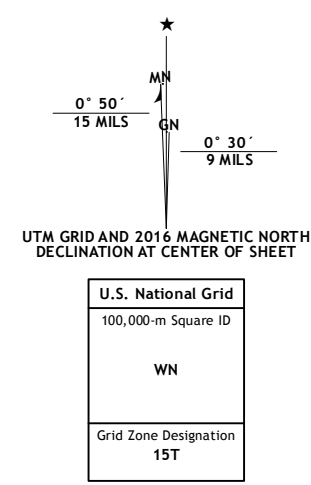 ★
MN
0° 50´
15 MILS
GN
0° 30´
9 MILS
UTM GRID AND 2016 MAGNETIC NORTH
DECLINATION AT CENTER OF SHEET
U.S. National Grid
100,000-m Square ID
WN
Grid Zone Designation
15T